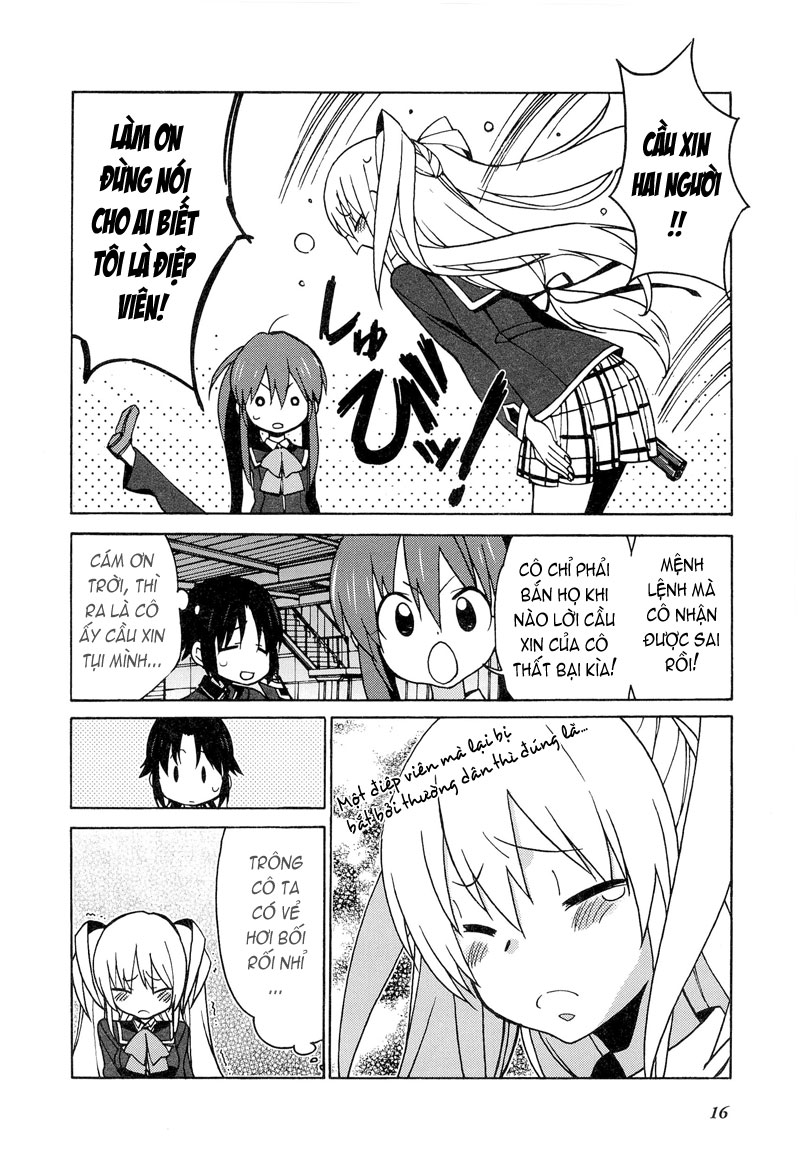 CẦU XIN
HAI NGƯỜI
!!
LÀM ƠN
ĐỪNG NÓI
CHO AI BIẾT
TÔI LÀ ĐIỆP
VIÊN!
しゅ
びっ!
MỆNH
LỆNH MÀ
CÔ NHẬN
ĐƯỢC SAI
RỒI!
CÔ CHỈ PHẢI
BẮN HỌ KHI
NÀO LỜI CẦU
XIN CỦA CÔ
THẤT BẠI KÌA!
CÁM ƠN
TRỜI, THÌ
RA LÀ CÔ
ẤY CẦU XIN
TỤI MÌNH...
Một điệp viên mà lại bị
bắt bởi thường dân thì đúng là...
TRÔNG
CÔ TA
CÓ VẺ
HƠI BỐI
RỐI NHỈ
...
16